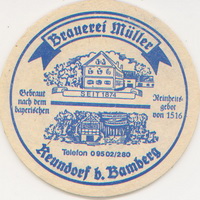 Brauerei Müller
SEIT 1874
Gebraut
nach dem
bayerischen
Reinheits-
gebot
von 1516
Telefon 09502/280
Reundorf b. Bamberg